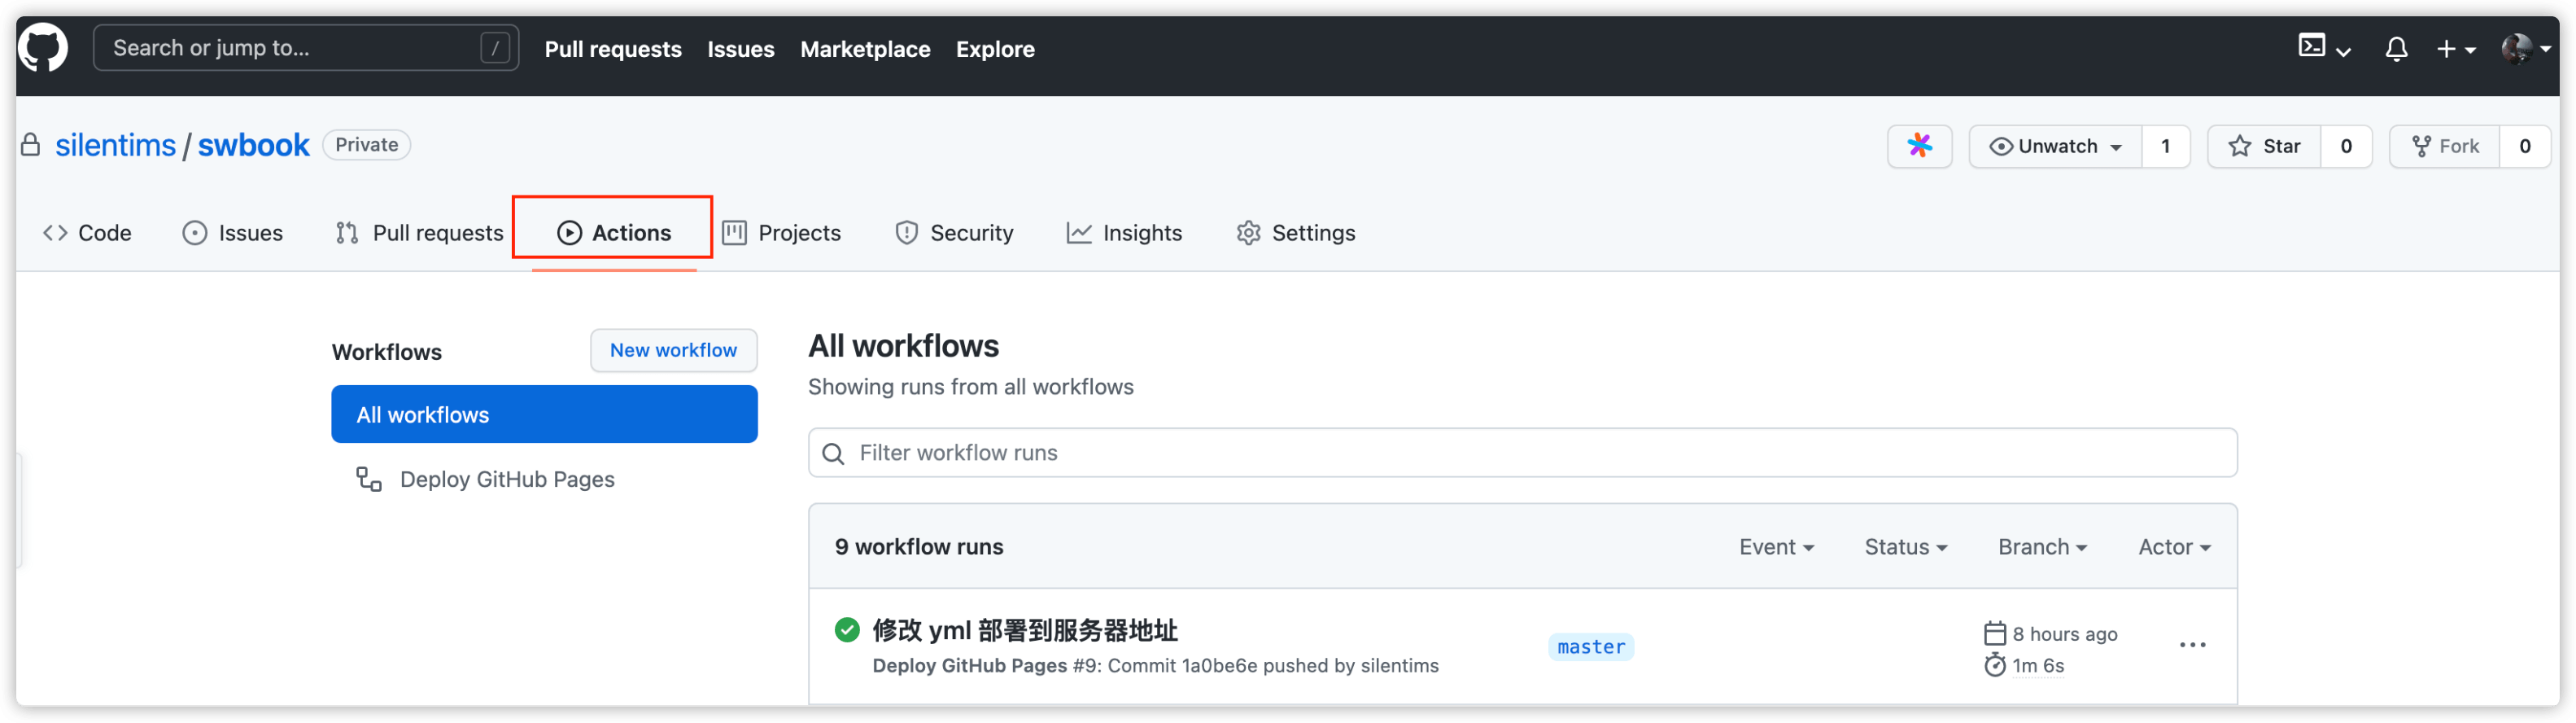 Search or jump to... / Pull requests Issues Marketplace Explore
silentims / swbook Private Unwatch 1 Star 0 Fork 0
Code Issues Pull requests Actions Projects Security Insights Settings
Workflows New workflow
All workflows
Deploy GitHub Pages
All workflows
Showing runs from all workflows
Filter workflow runs
9 workflow runs Event Status Branch Actor
修改 yml 部署到服务器地址
Deploy GitHub Pages #9: Commit 1a0be6e pushed by silentims
master
8 hours ago
1m 6s